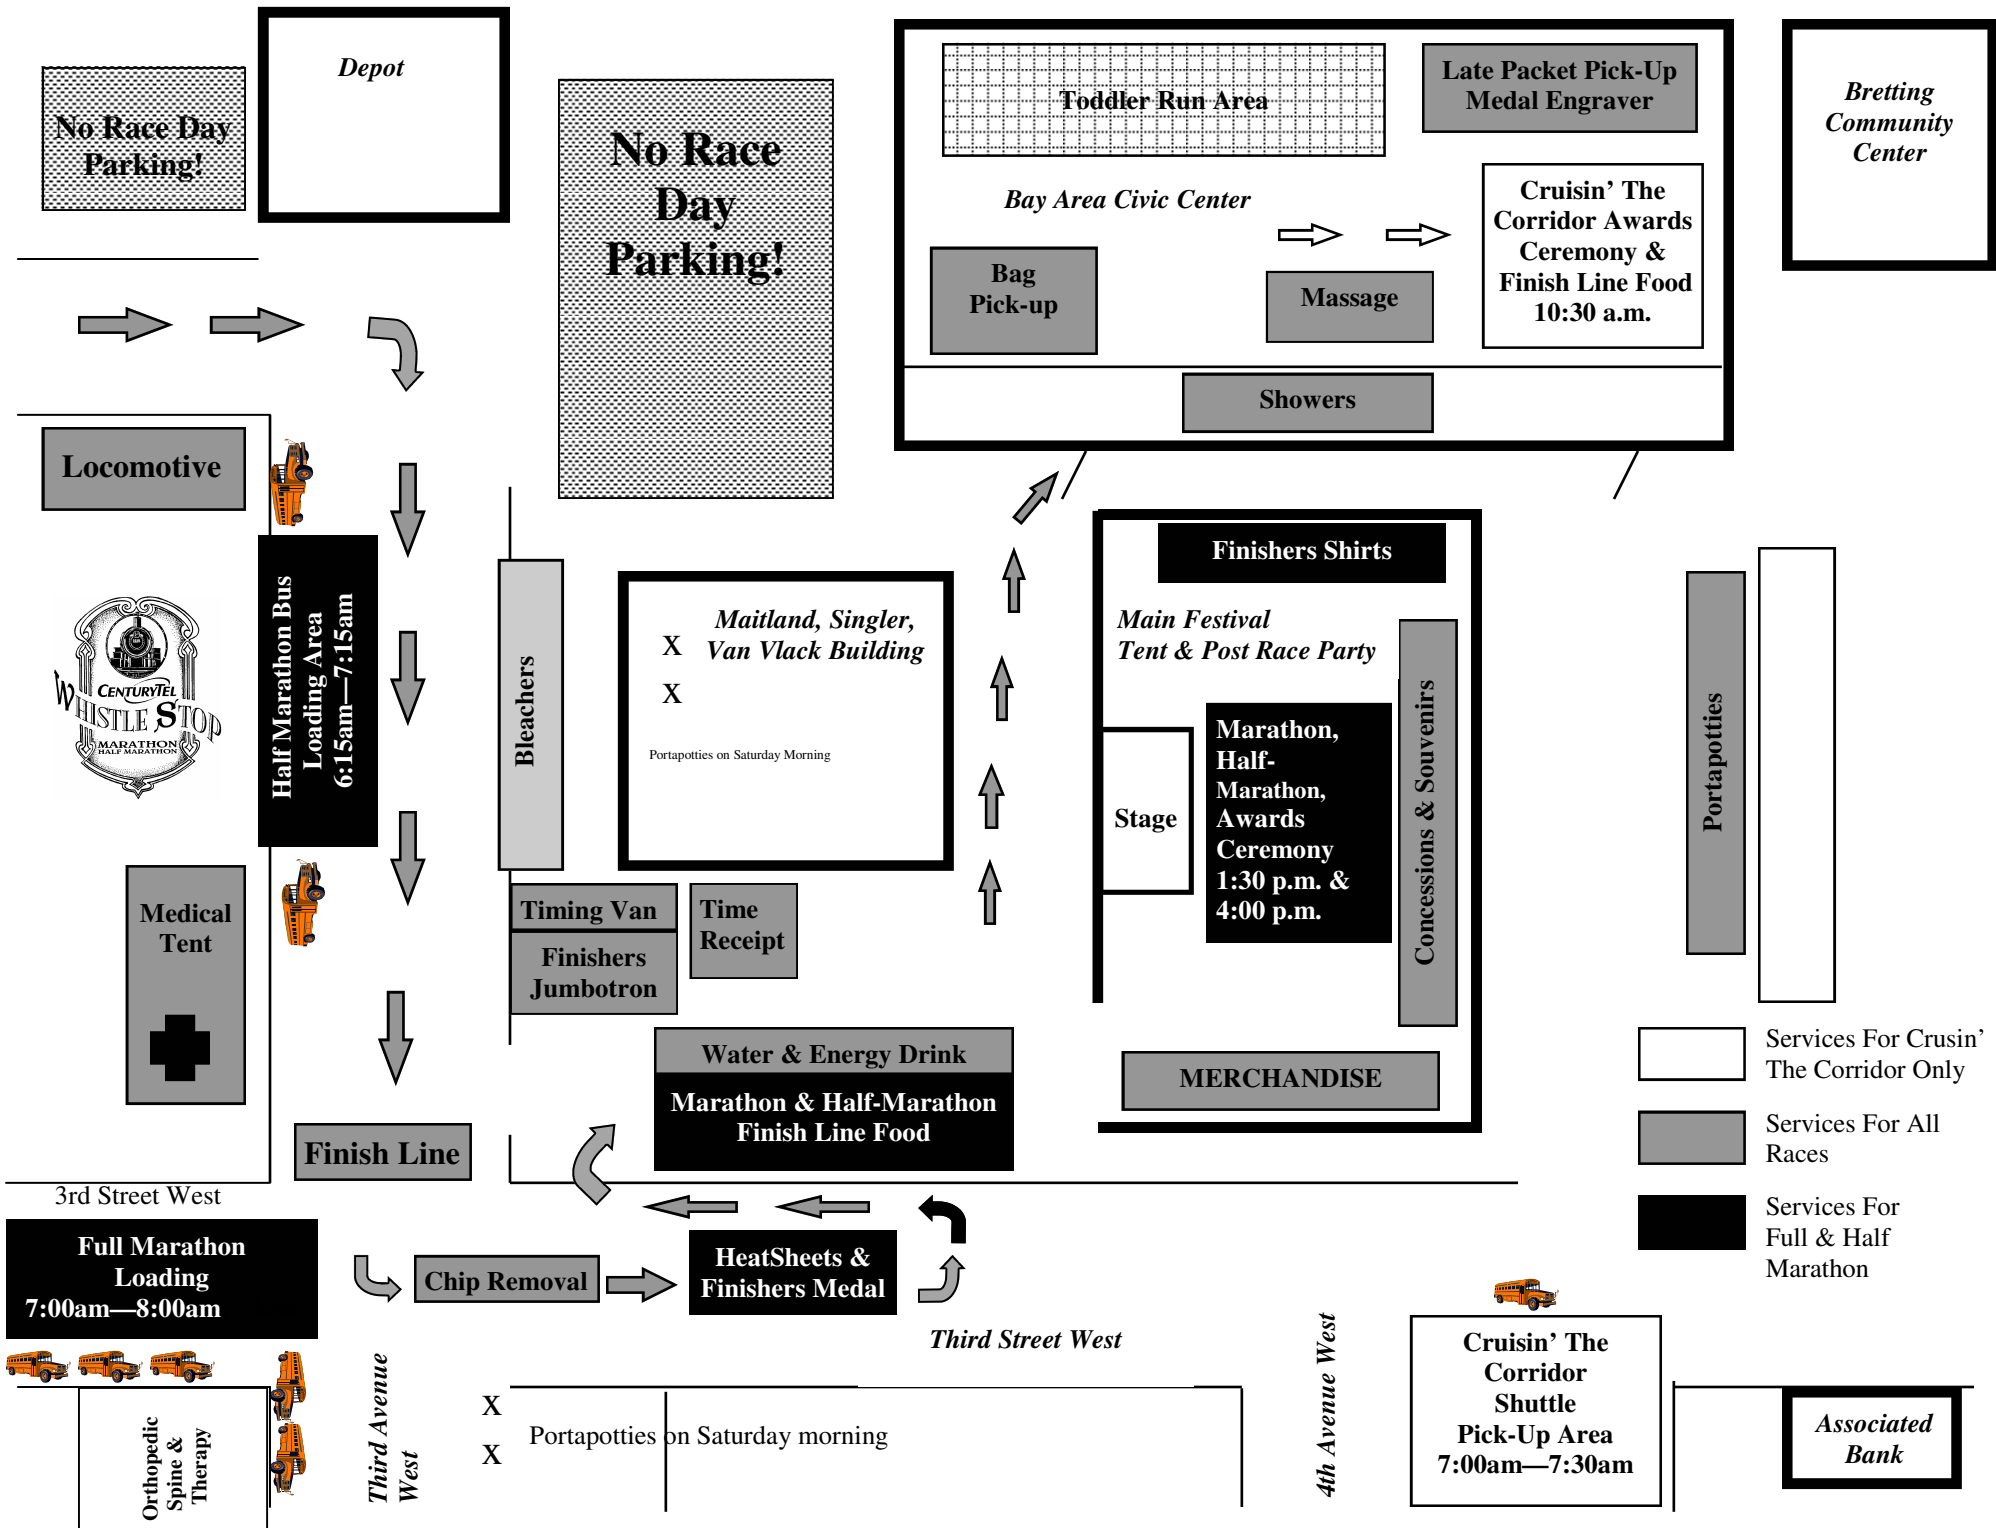 Depot
No Race Day
Parking!
No Race
Day
Parking!
Toddler Run Area
Late Packet Pick-Up
Medal Engraver
Bretting
Community
Center
Bay Area Civic Center
Cruisin’ The
Corridor Awards
Ceremony &
Finish Line Food
10:30 a.m.
Bag
Pick-up
Massage
Showers
Locomotive
Half Marathon Bus
Loading Area
6:15am—7:15am
CENTURYTEL
WHISTLE STOP
MARATHON
HALF MARATHON
Bleachers
Maitland, Singler,
Van Vlack Building
X
X
Portapotties on Saturday Morning
Finishers Shirts
Main Festival
Tent & Post Race Party
Stage
Marathon,
Half-
Marathon,
Awards
Ceremony
1:30 p.m. &
4:00 p.m.
Concessions & Souvenirs
Portapotties
Medical
Tent
Timing Van
Finishers
Jumbotron
Time
Receipt
Water & Energy Drink
Marathon & Half-Marathon
Finish Line Food
MERCHANDISE
Services For Crusin’
The Corridor Only
Services For All
Races
Services For
Full & Half
Marathon
Finish Line
3rd Street West
Full Marathon
Loading
7:00am—8:00am
Chip Removal
HeatSheets &
Finishers Medal
Third Street West
Orthopedic
Spine &
Therapy
Third Avenue
West
X
X
Portapotties on Saturday morning
4th Avenue West
Cruisin’ The
Corridor
Shuttle
Pick-Up Area
7:00am—7:30am
Associated
Bank